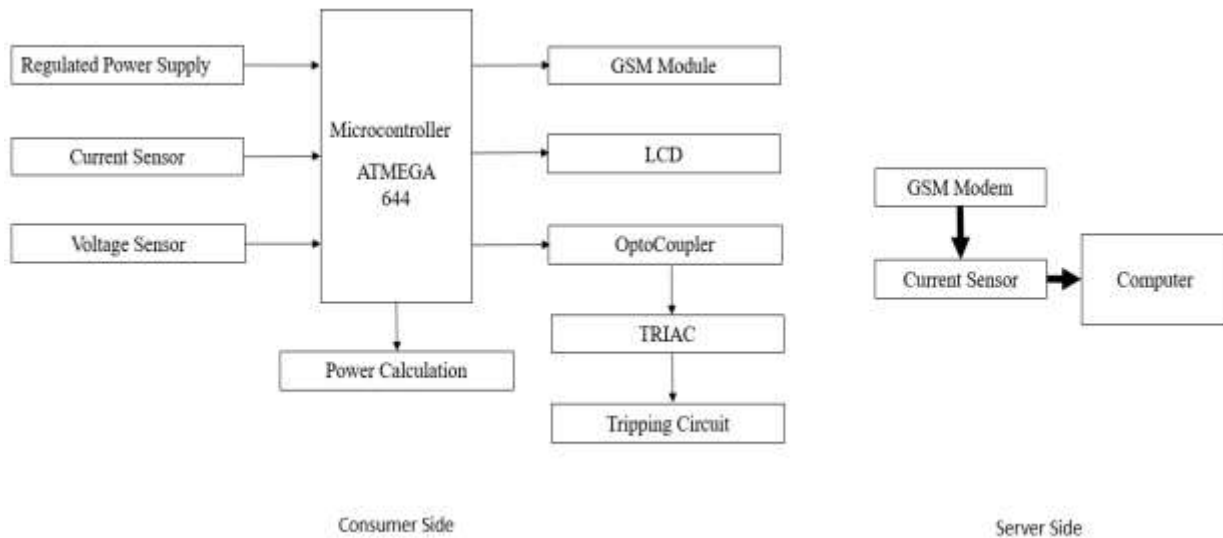 Regulated Power Supply
Current Sensor
Voltage Sensor
Microcontroller
ATMEGA
644
Power Calculation
GSM Module
LCD
OptoCoupler
TRIAC
Tripping Circuit
Consumer Side
GSM Modem
Current Sensor
Computer
Server Side